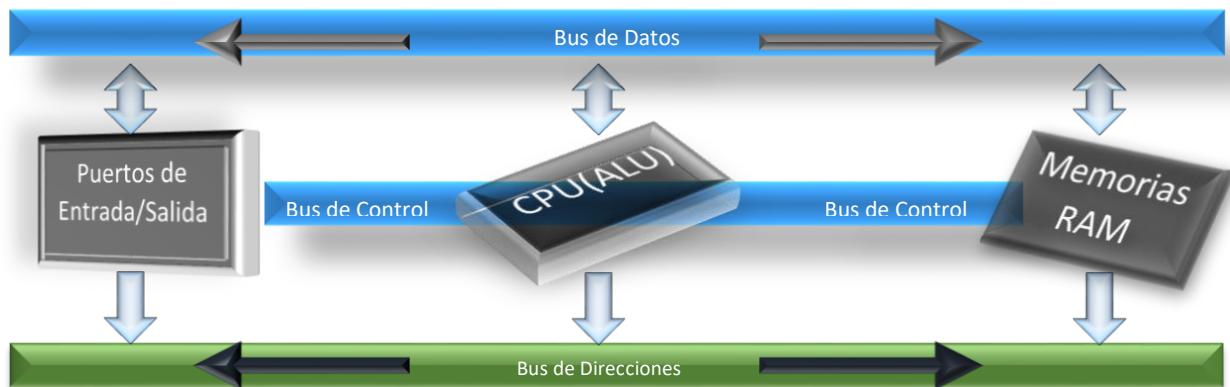 Bus de Datos
Puertos de
Entrada/Salida
Bus de Control
CPU(ALU)
Bus de Control
Memorias
RAM
Bus de Direcciones